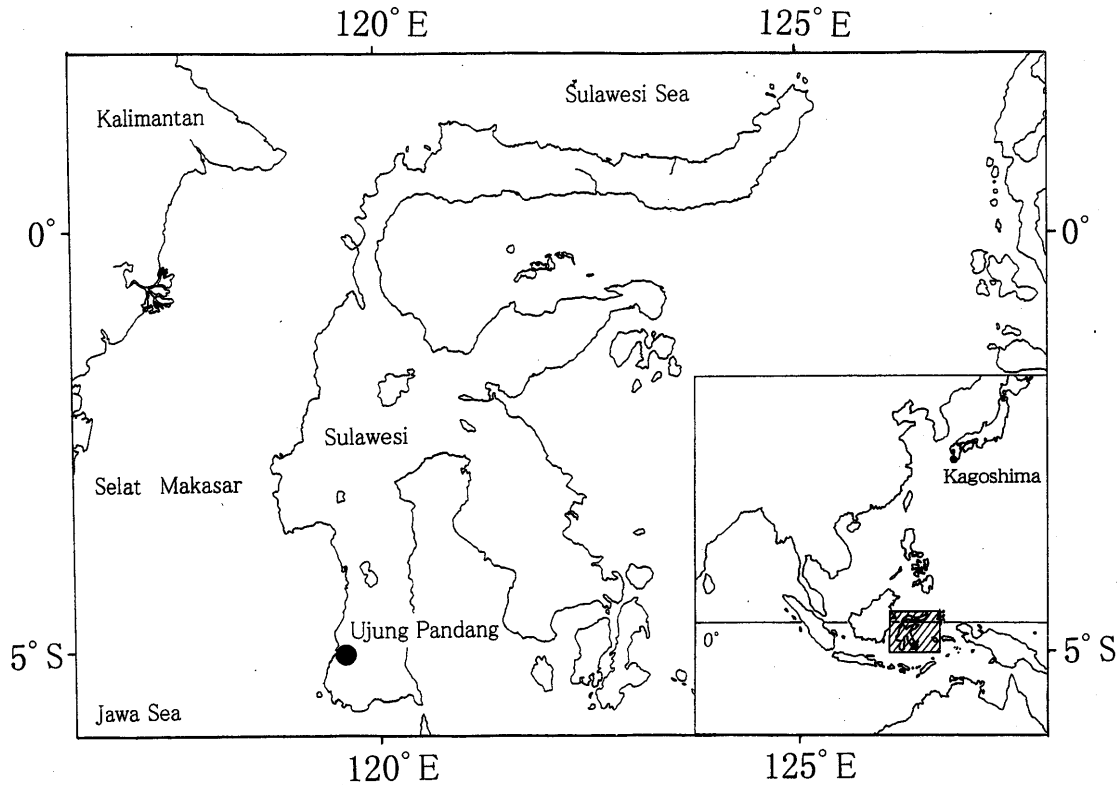 120°E 125°E
Sulawesi Sea
Kalimantan
0° 0°
Sulawesi
Kagoshima
Selat Makasar
Ujung Pandang
0°
5°S 5°S
Jawa Sea
120°E 125°E